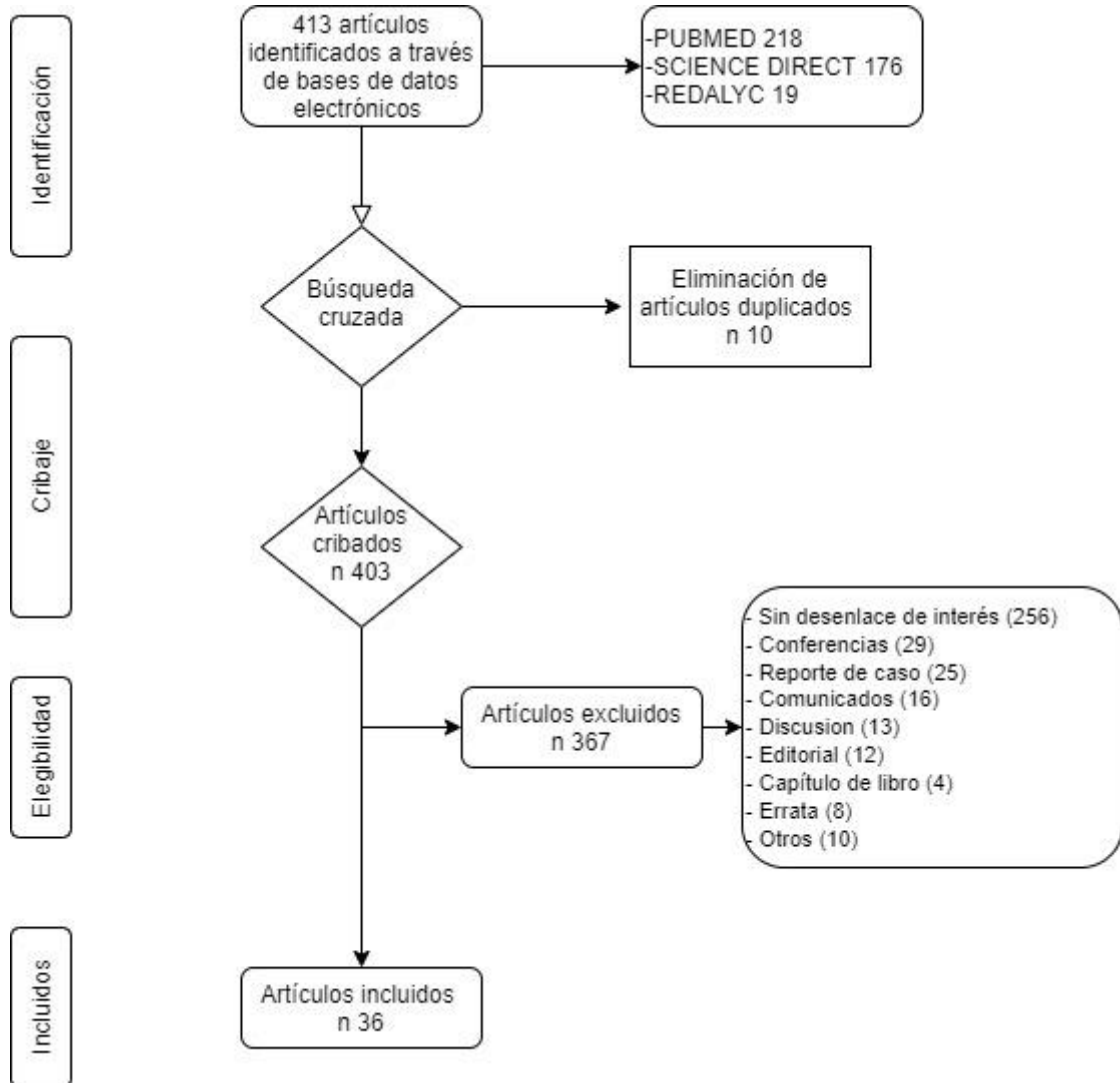 Identificación
413 artículos
identificados a través
de bases de datos
electrónicos
-PUBMED 218
-SCIENCE DIRECT 176
-REDALYC 19
Búsqueda
cruzada
Eliminación de
artículos duplicados
n 10
Cribaje
Artículos
cribados
n 403
Elegibilidad
Artículos excluidos
n 367
- Sin desenlace de interés (256)
- Conferencias (29)
- Reporte de caso (25)
- Comunicados (16)
- Discusion (13)
- Editorial (12)
- Capítulo de libro (4)
- Errata (8)
- Otros (10)
Incluidos
Artículos incluidos
n 36